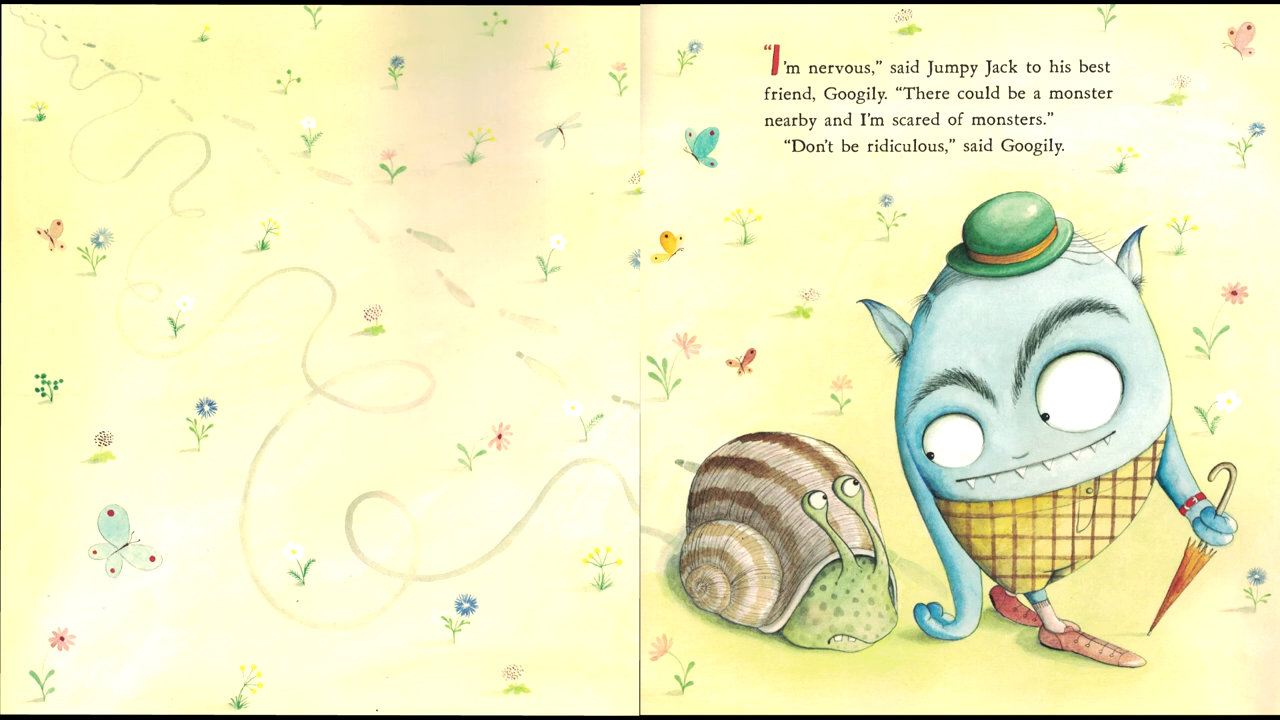 “I’m nervous,” said Jumpy Jack to his best
friend, Googily. “There could be a monster
nearby and I’m scared of monsters.”
“Don’t be ridiculous,” said Googily.